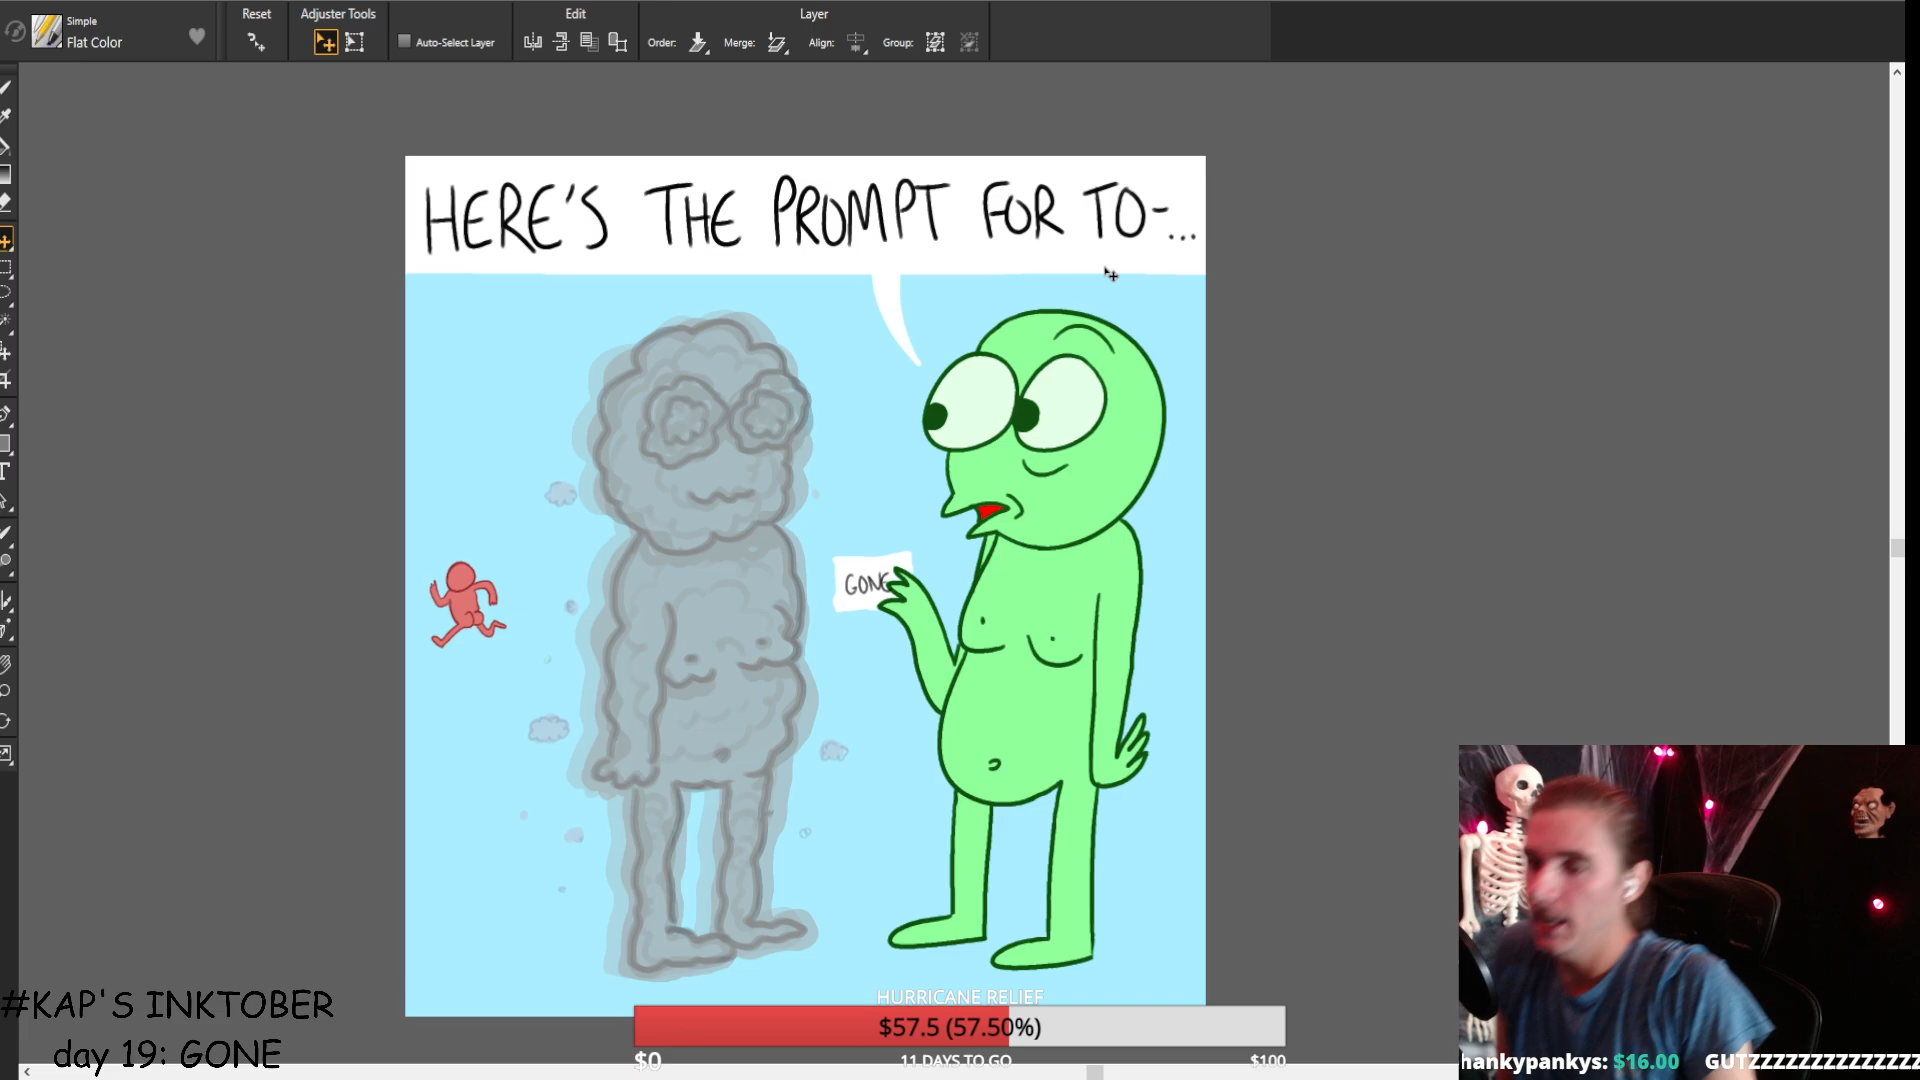 Simple
Flat Color
Reset
Adjuster Tools
Auto-Select Layer
Edit
Layer
Order:
Merge:
Align:
Group:
HERE'S THE PROMPT FOR TO-...
GONE
#KAP'S INKTOBER
day 19: GONE
HURRICANE RELIEF
$57.5 (57.50%)
$0
11 DAYS TO GO
$100
hankypankys: $16.00
GUTZZZZZZZZZZZZZZ